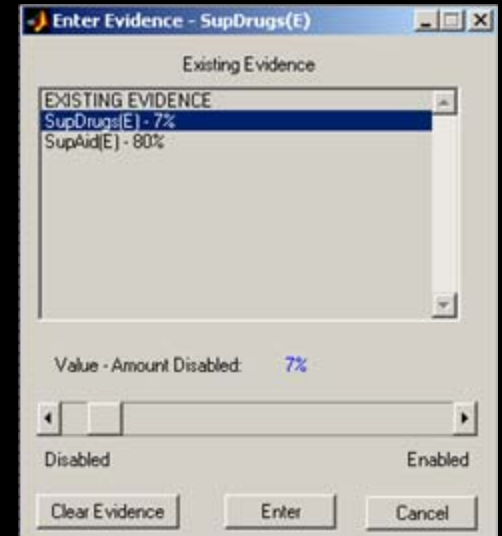 Enter Evidence - SupDrugs(E)
Existing Evidence
EXISTING EVIDENCE
SupDrugs(E) - 7%
SupAid(E) - 80%
Value - Amount Disabled: 7%
Disabled Enabled
Clear Evidence Enter Cancel